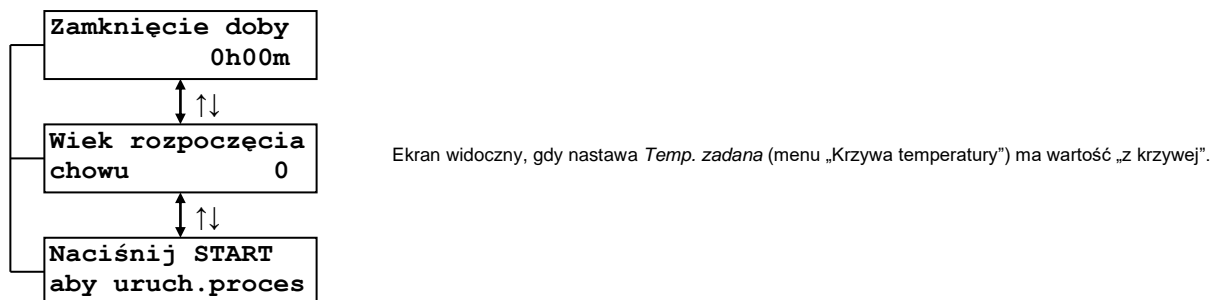 Zamknięcie doby
0h00m
↑↓
Wiek rozpoczęcia
chowu 0
Ekran widoczny, gdy nastawa Temp. zadana (menu „Krzywa temperatury”) ma wartość „z krzywej”.
↑↓
Naciśnij START
aby uruch.proces